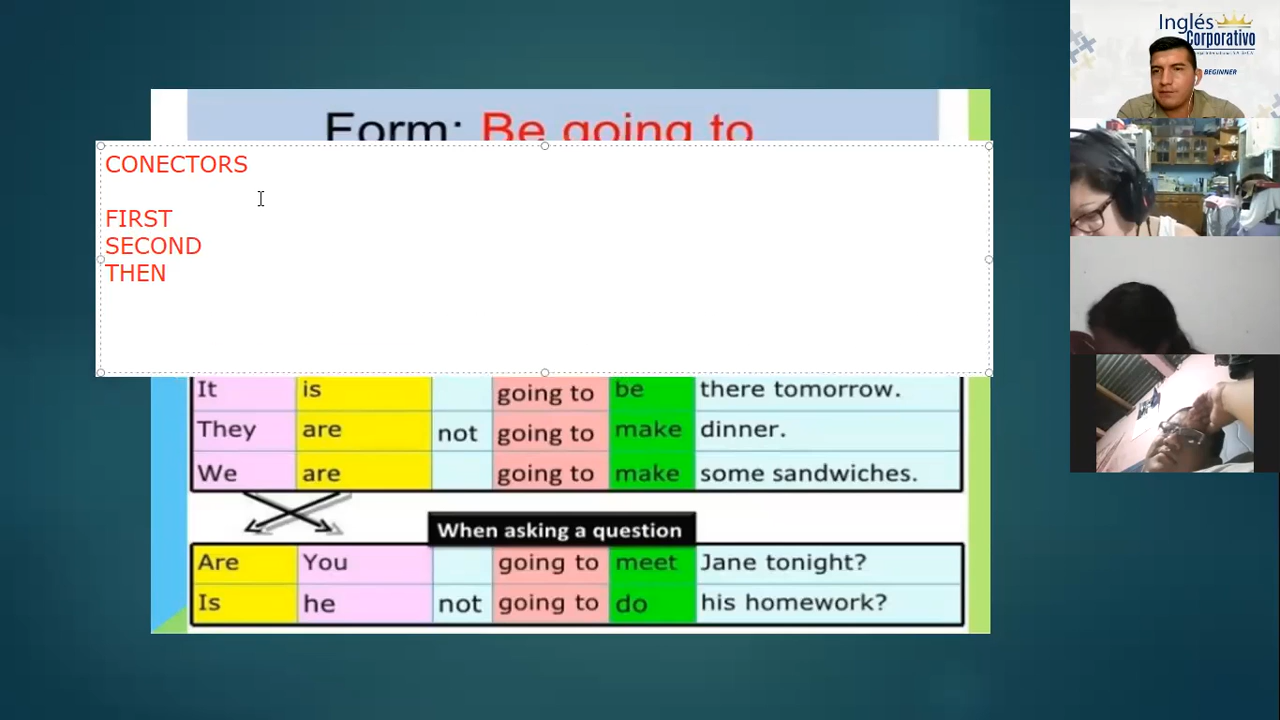 Form: Be going to
CONECTORS
FIRST
SECOND
THEN
It is going to be there tomorrow.
They are not going to make dinner.
We are going to make some sandwiches.
When asking a question
Are You going to meet Jane tonight?
Is he not going to do his homework?
Inglés
Corporativo
BEGINNER